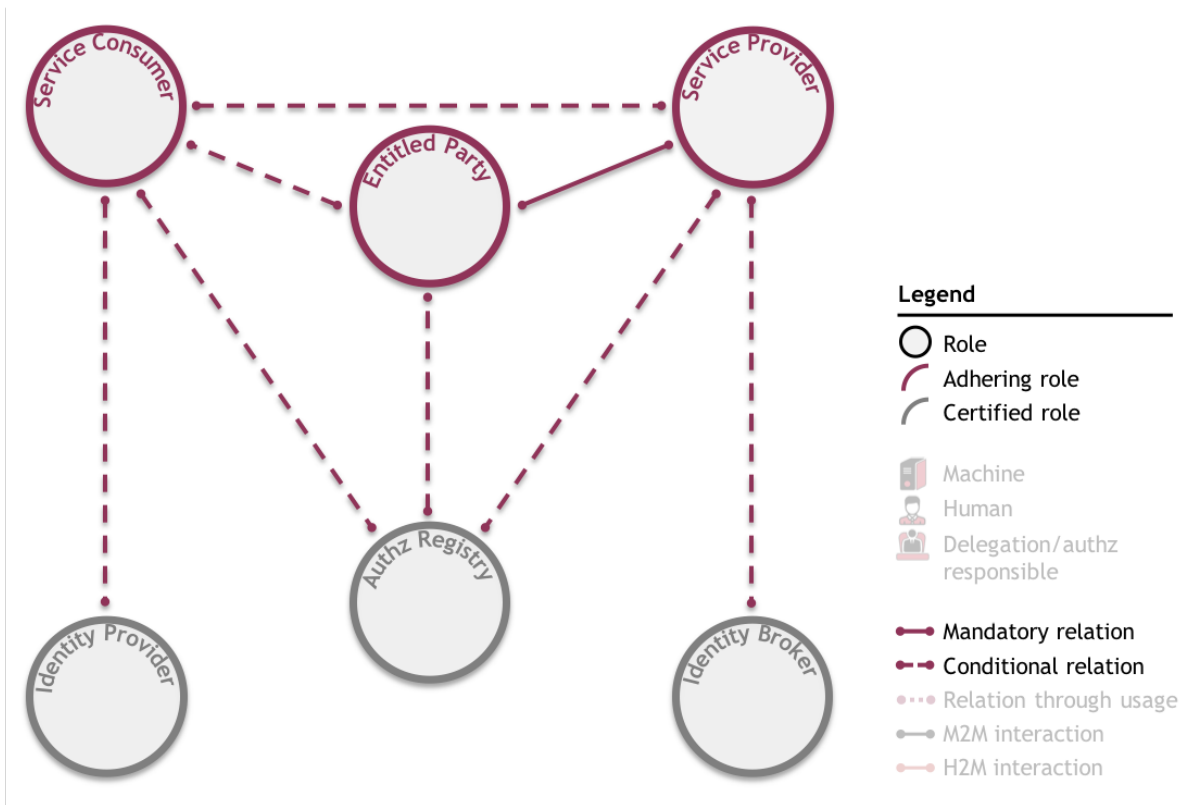 Service Consumer
Service Provider
Entitled Party
Authz Registry
Identity Provider
Identity Broker
Legend
Role
Adhering role
Certified role
Machine
Human
Delegation/authz
responsible
Mandatory relation
Conditional relation
Relation through usage
M2M interaction
H2M interaction